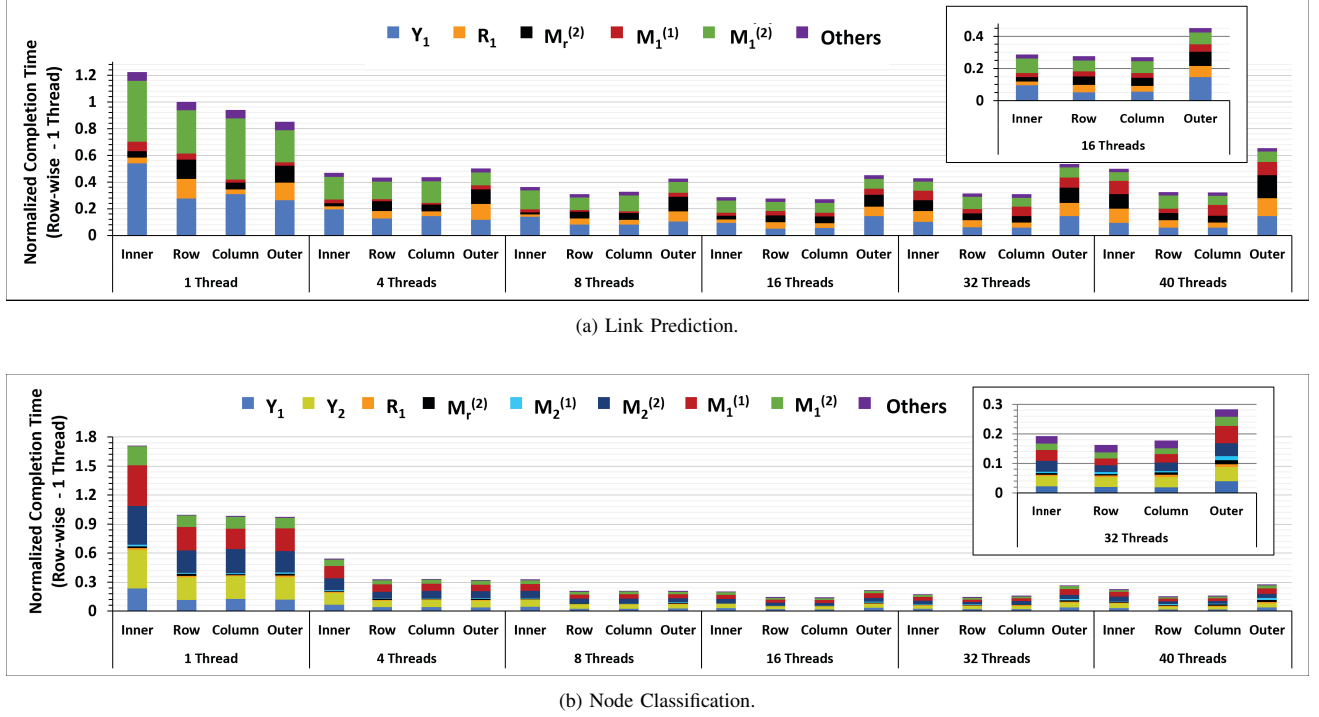 Y1 R1 Mr(2) M1(1) M1(2) Others
Normalized Completion Time
(Row-wise - 1 Thread)
1.2
1
0.8
0.6
0.4
0.2
0
Inner Row Column Outer Inner Row Column Outer Inner Row Column Outer Inner Row Column Outer Inner Row Column Outer Inner Row Column Outer
1 Thread 4 Threads 8 Threads 16 Threads 32 Threads 40 Threads
0.4
0.2
0
Inner Row Column Outer
16 Threads
(a) Link Prediction.
Y1 Y2 R1 Mr(2) M2(1) M2(2) M1(1) M1(2) Others
Normalized Completion Time
(Row-wise - 1 Thread)
1.8
1.5
1.2
0.9
0.6
0.3
0
Inner Row Column Outer Inner Row Column Outer Inner Row Column Outer Inner Row Column Outer Inner Row Column Outer Inner Row Column Outer
1 Thread 4 Threads 8 Threads 16 Threads 32 Threads 40 Threads
0.3
0.2
0.1
0
Inner Row Column Outer
32 Threads
(b) Node Classification.